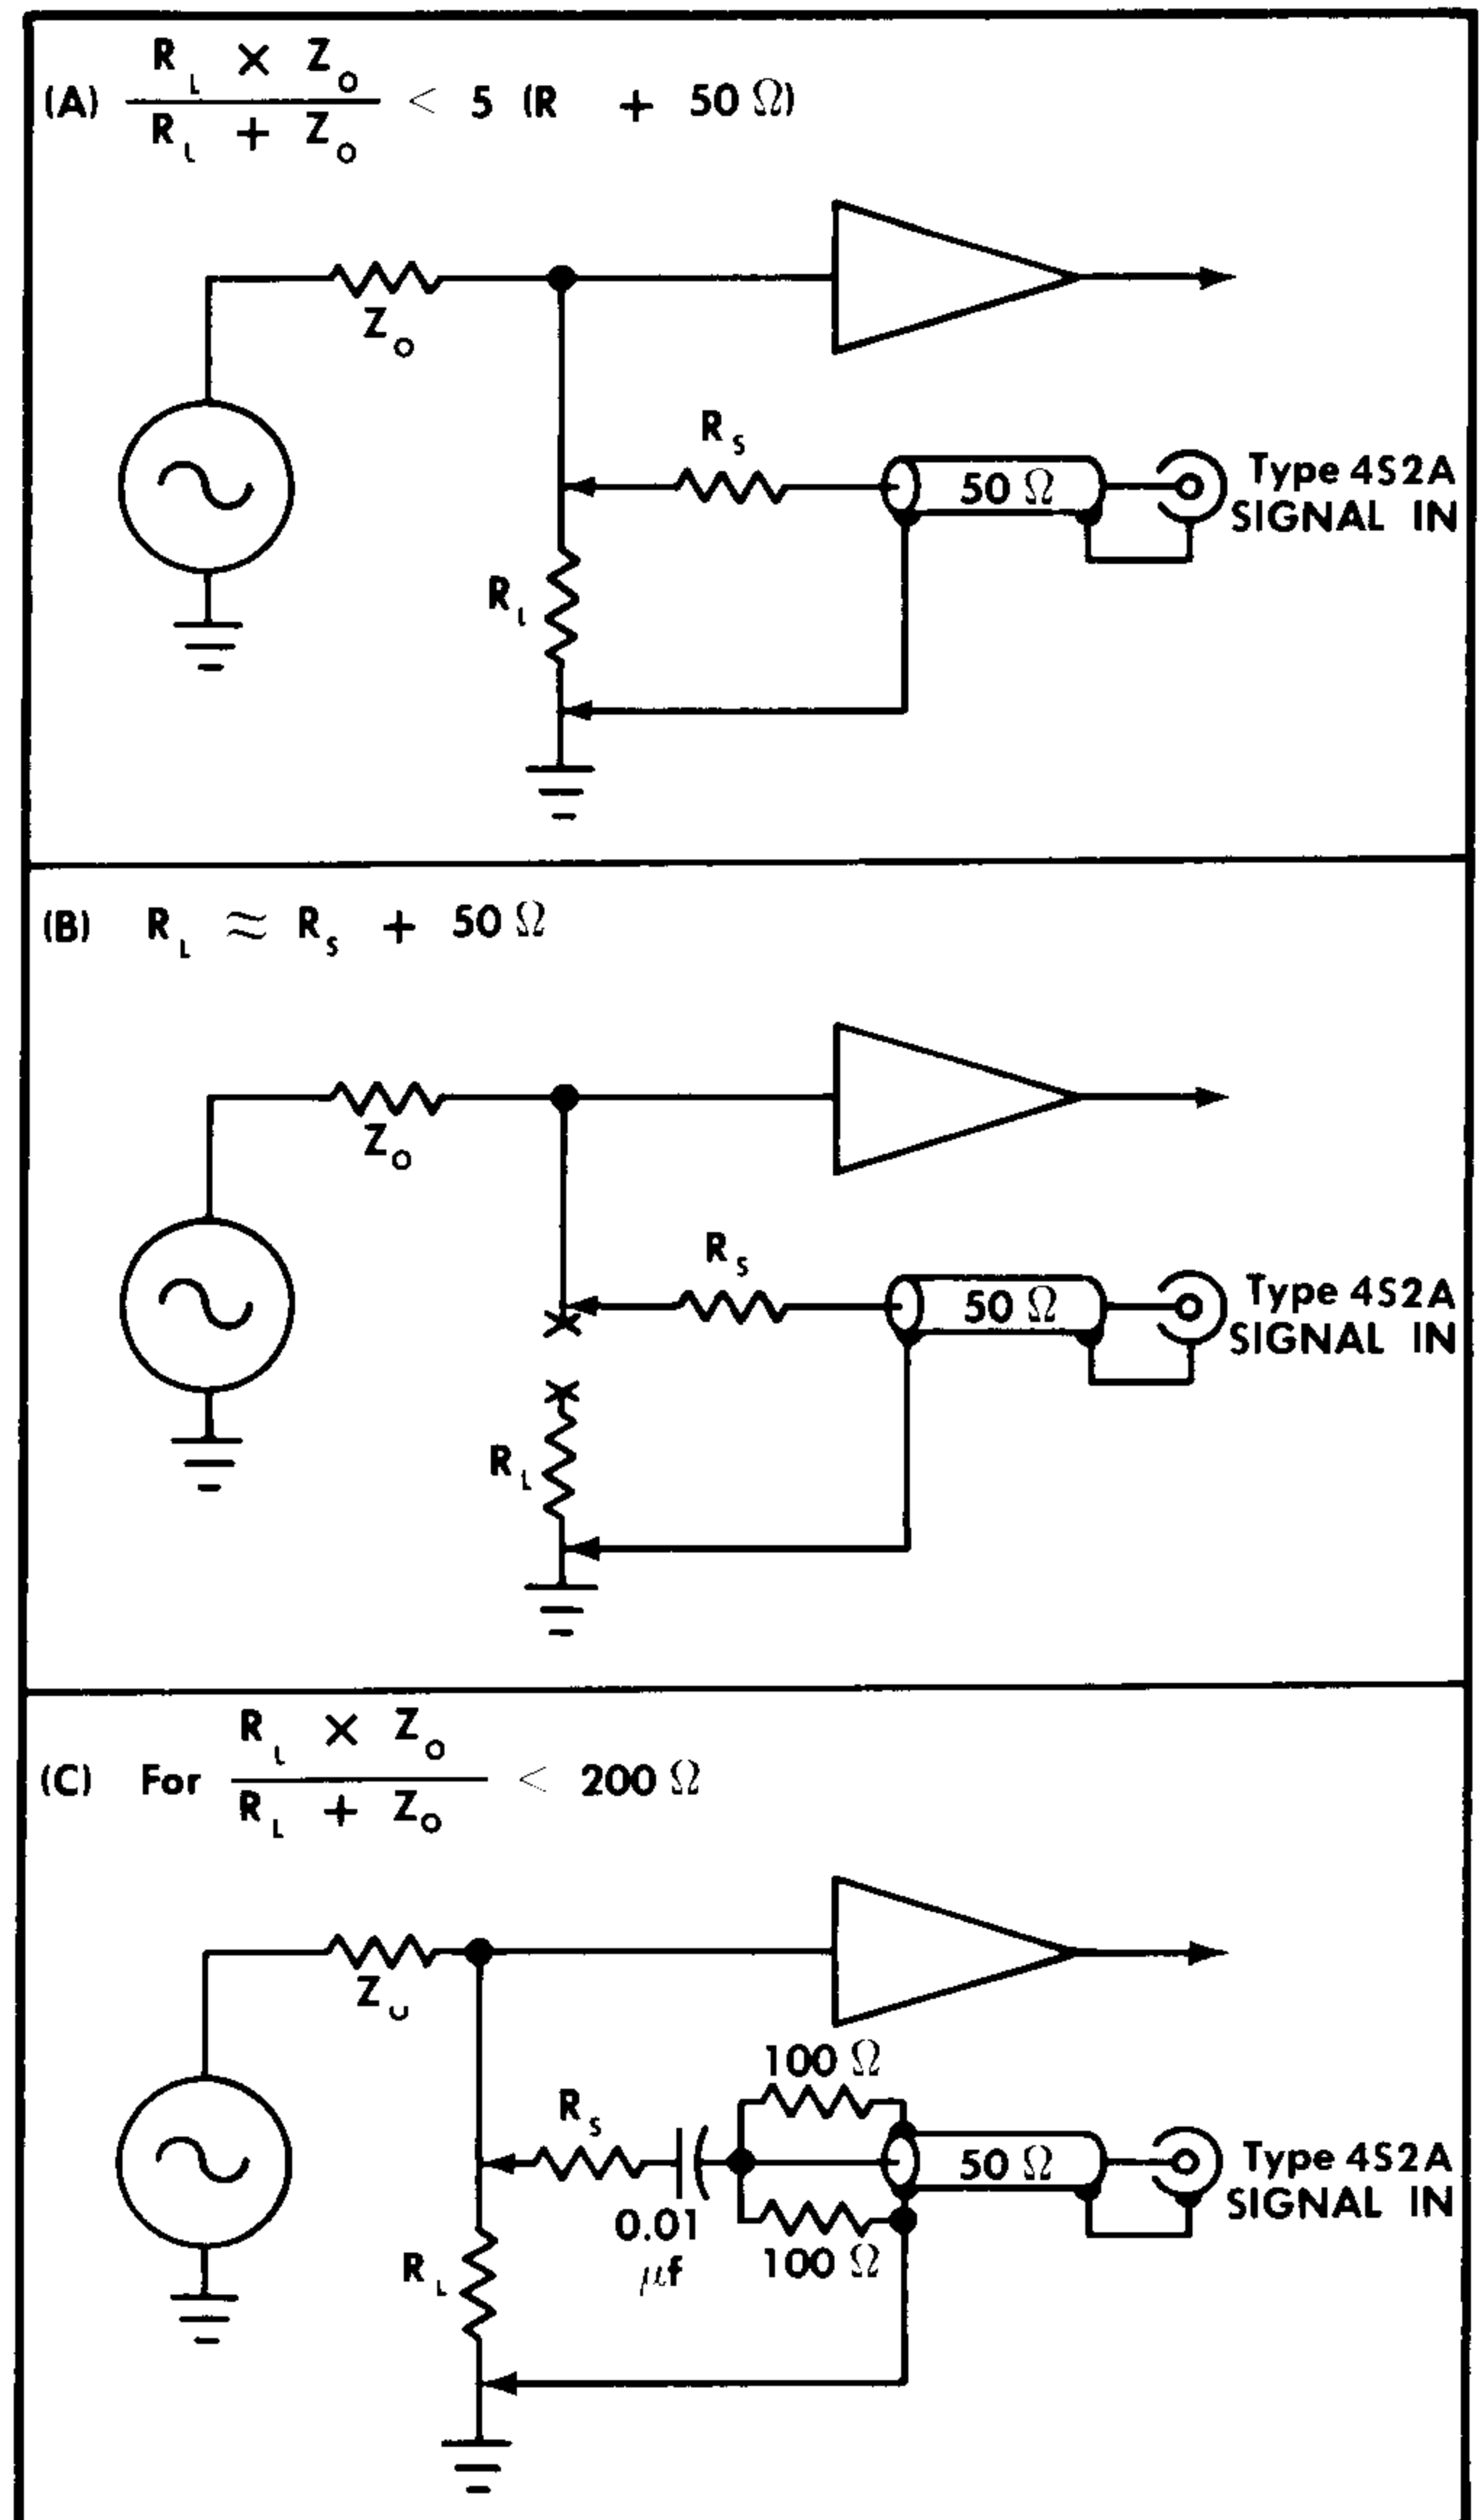 (A) R_L × Z_O / R_L + Z_O < 5 (R + 50 Ω)
Z_O
R_S
50 Ω
Type 4S2A
SIGNAL IN
R_L
(B) R_L ≈ R_S + 50 Ω
Z_O
R_S
50 Ω
Type 4S2A
SIGNAL IN
R_L
(C) For R_L × Z_O / R_L + Z_O < 200 Ω
Z_O
100 Ω
R_S
50 Ω
Type 4S2A
SIGNAL IN
0.01
μf
100 Ω
R_L